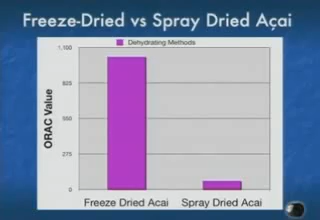 Freeze-Dried vs Spray Dried Açai
Dehydrating Methods
1,100
825
550
275
0
ORAC Value
Freeze Dried Acai
Spray Dried Acai